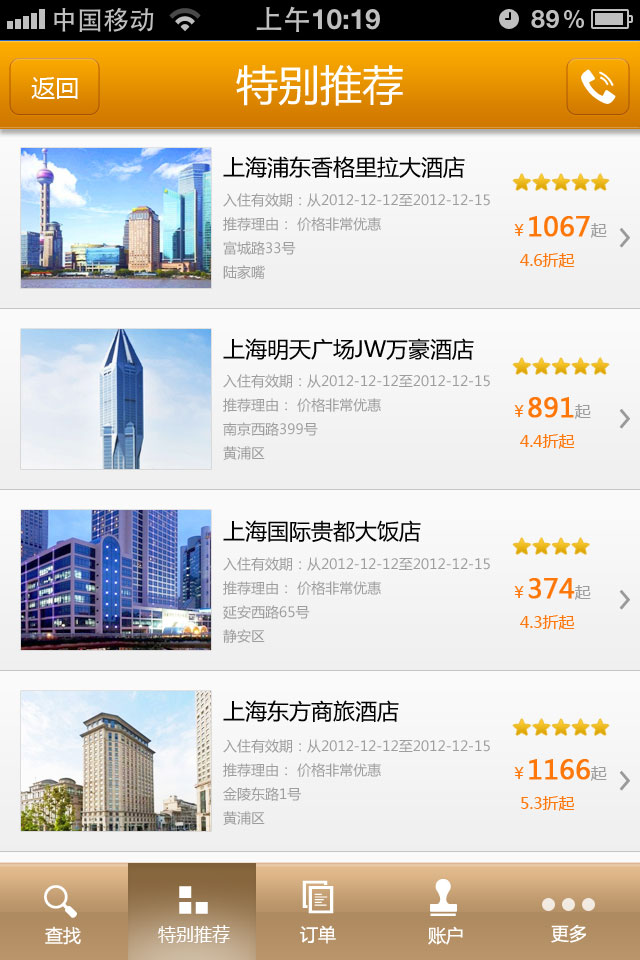 中国移动 上午10:19 89%
返回 特别推荐
上海浦东香格里拉大酒店
入住有效期：从2012-12-12至2012-12-15
推荐理由： 价格非常优惠
富城路33号
陆家嘴
¥1067起
4.6折起
上海明天广场JW万豪酒店
入住有效期：从2012-12-12至2012-12-15
推荐理由： 价格非常优惠
南京西路399号
黄浦区
¥891起
4.4折起
上海国际贵都大饭店
入住有效期：从2012-12-12至2012-12-15
推荐理由： 价格非常优惠
延安西路65号
静安区
¥374起
4.3折起
上海东方商旅酒店
入住有效期：从2012-12-12至2012-12-15
推荐理由： 价格非常优惠
金陵东路1号
黄浦区
¥1166起
5.3折起
查找 特别推荐 订单 账户 更多